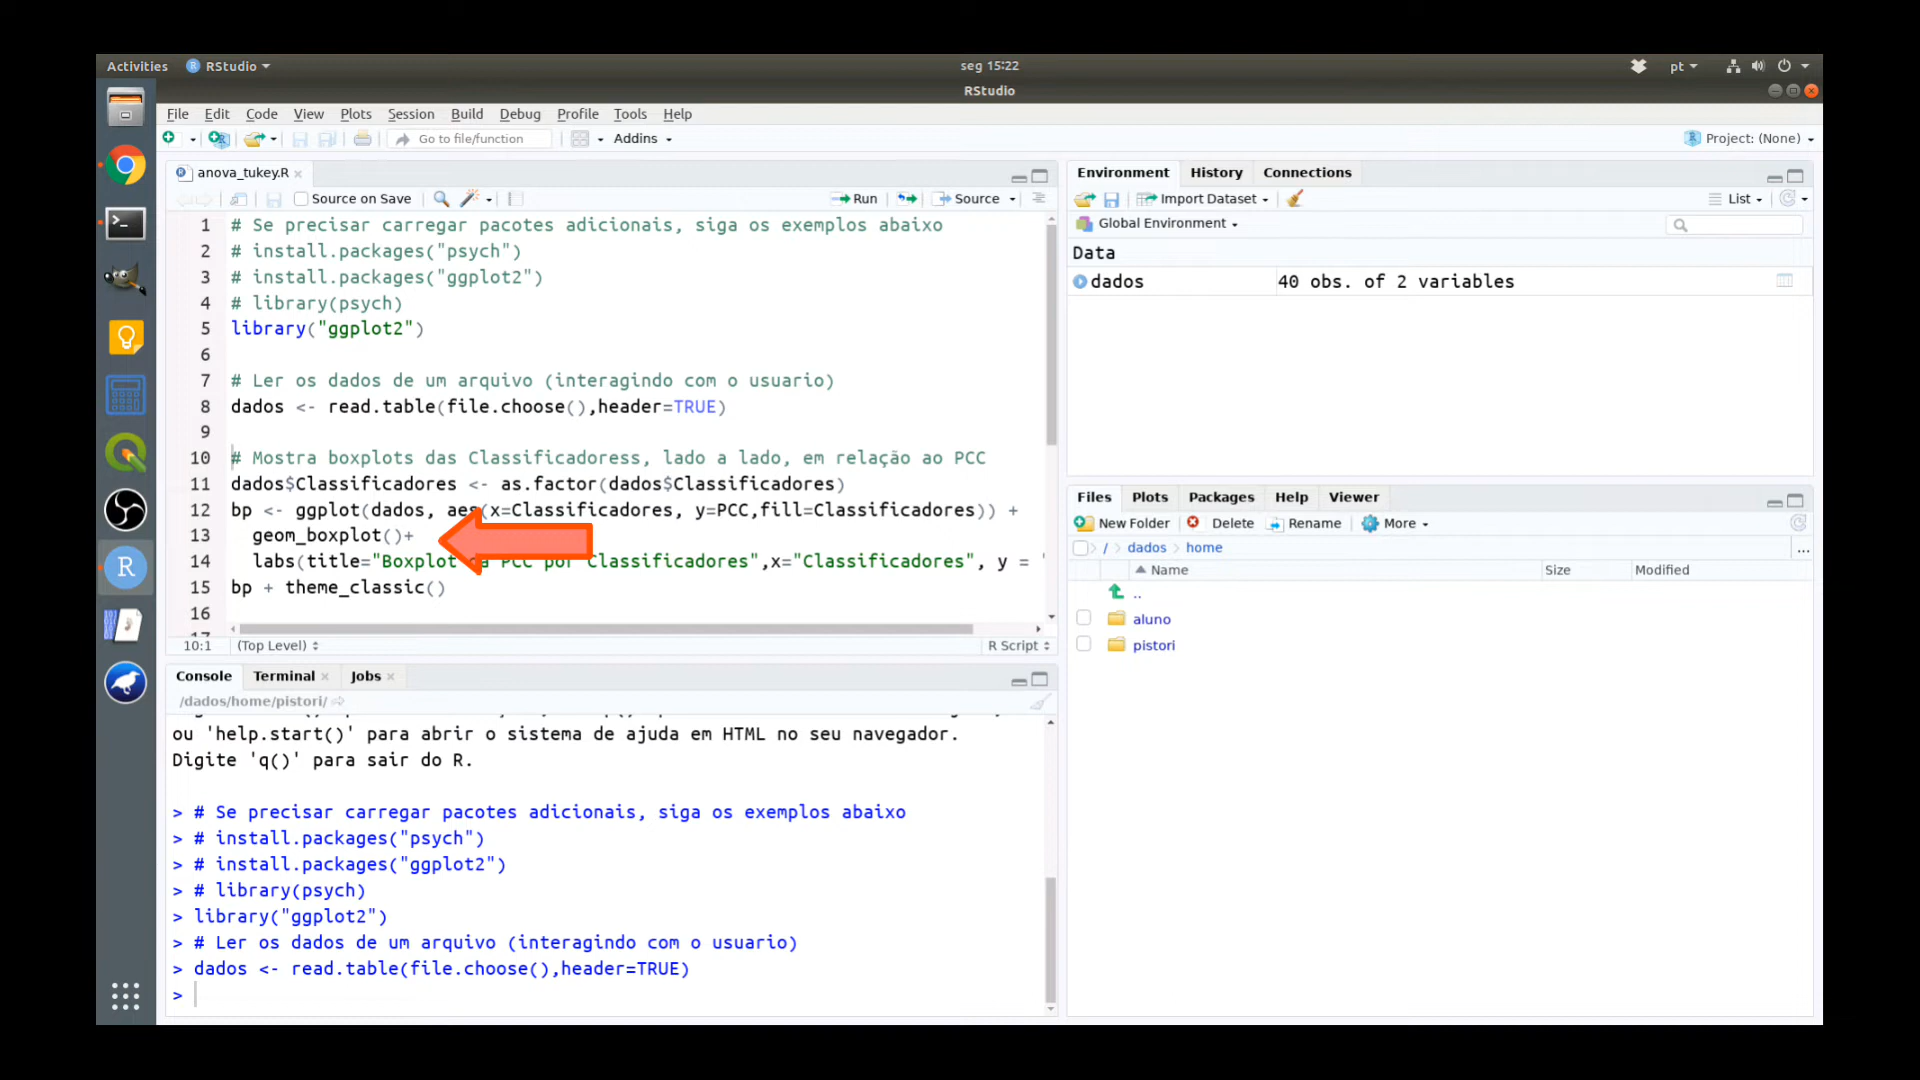 Activities RStudio seg 15:22 pt
RStudio
File Edit Code View Plots Session Build Debug Profile Tools Help
Go to file/function Addins Project: (None)
anova_tukey.R
Source on Save Run Source
1 # Se precisar carregar pacotes adicionais, siga os exemplos abaixo
2 # install.packages("psych")
3 # install.packages("ggplot2")
4 # library(psych)
5 library("ggplot2")
6
7 # Ler os dados de um arquivo (interagindo com o usuario)
8 dados <- read.table(file.choose(),header=TRUE)
9
10 # Mostra boxplots das Classificadoress, lado a lado, em relação ao PCC
11 dados$Classificadores <- as.factor(dados$Classificadores)
12 bp <- ggplot(dados, aes(x=Classificadores, y=PCC,fill=Classificadores)) +
13 geom_boxplot()+
14 labs(title="Boxplot da PCC por Classificadores",x="Classificadores", y = "
15 bp + theme_classic()
16
17
10:1 (Top Level) R Script
Console Terminal Jobs
/dados/home/pistori/
ou 'help.start()' para abrir o sistema de ajuda em HTML no seu navegador.
Digite 'q()' para sair do R.
> # Se precisar carregar pacotes adicionais, siga os exemplos abaixo
> # install.packages("psych")
> # install.packages("ggplot2")
> # library(psych)
> library("ggplot2")
> # Ler os dados de um arquivo (interagindo com o usuario)
> dados <- read.table(file.choose(),header=TRUE)
>
Environment History Connections
Import Dataset List
Global Environment
Data
dados 40 obs. of 2 variables
Files Plots Packages Help Viewer
New Folder Delete Rename More
/ dados home ...
Name Size Modified
..
aluno
pistori